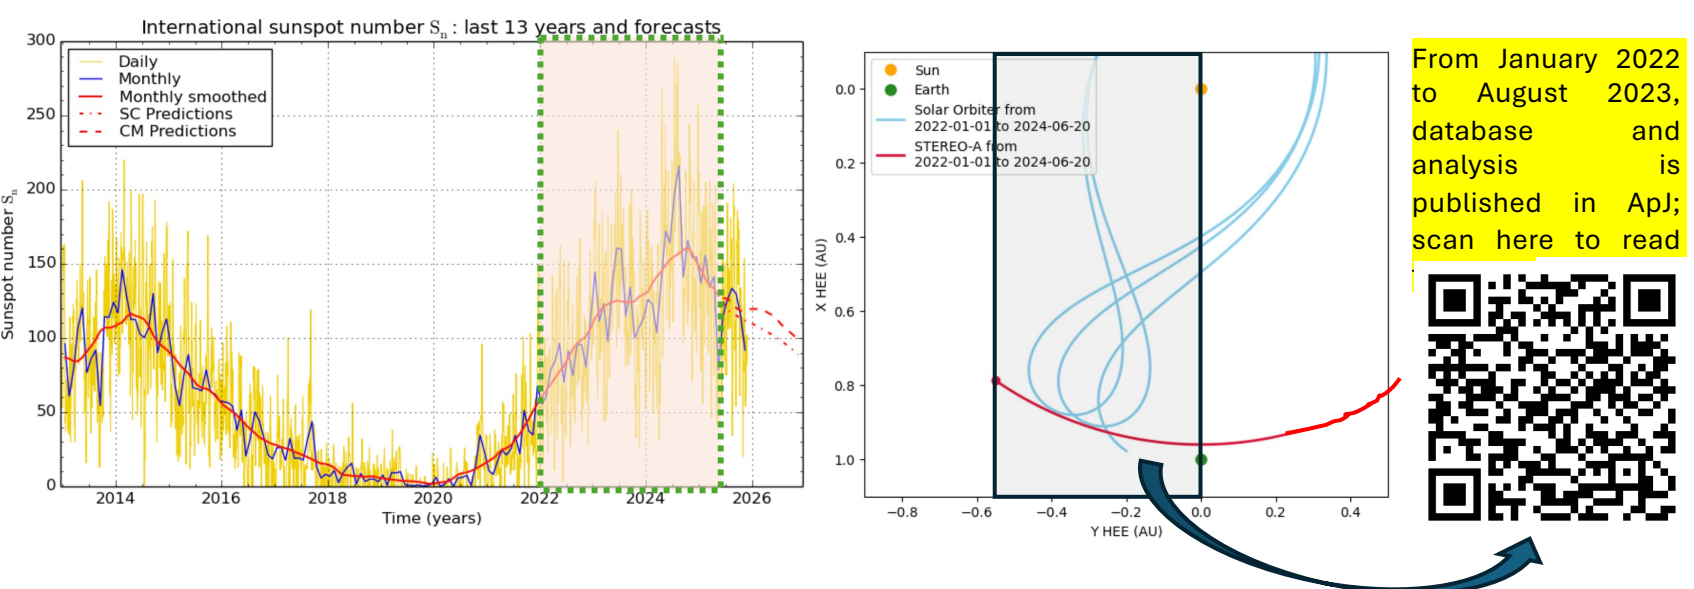 International sunspot number Sn : last 13 years and forecasts
300
250
200
150
100
50
0
Sunspot number Sn
Daily
Monthly
Monthly smoothed
SC Predictions
CM Predictions
2014 2016 2018 2020 2022 2024 2026
Time (years)
0.0
0.2
0.4
0.6
0.8
1.0
X HEE (AU)
Sun
Earth
Solar Orbiter from
2022-01-01 to 2024-06-20
STEREO-A from
2022-01-01 to 2024-06-20
−0.8 −0.6 −0.4 −0.2 0.0 0.2 0.4
Y HEE (AU)
From January 2022
to August 2023,
database and
analysis is
published in ApJ;
scan here to read